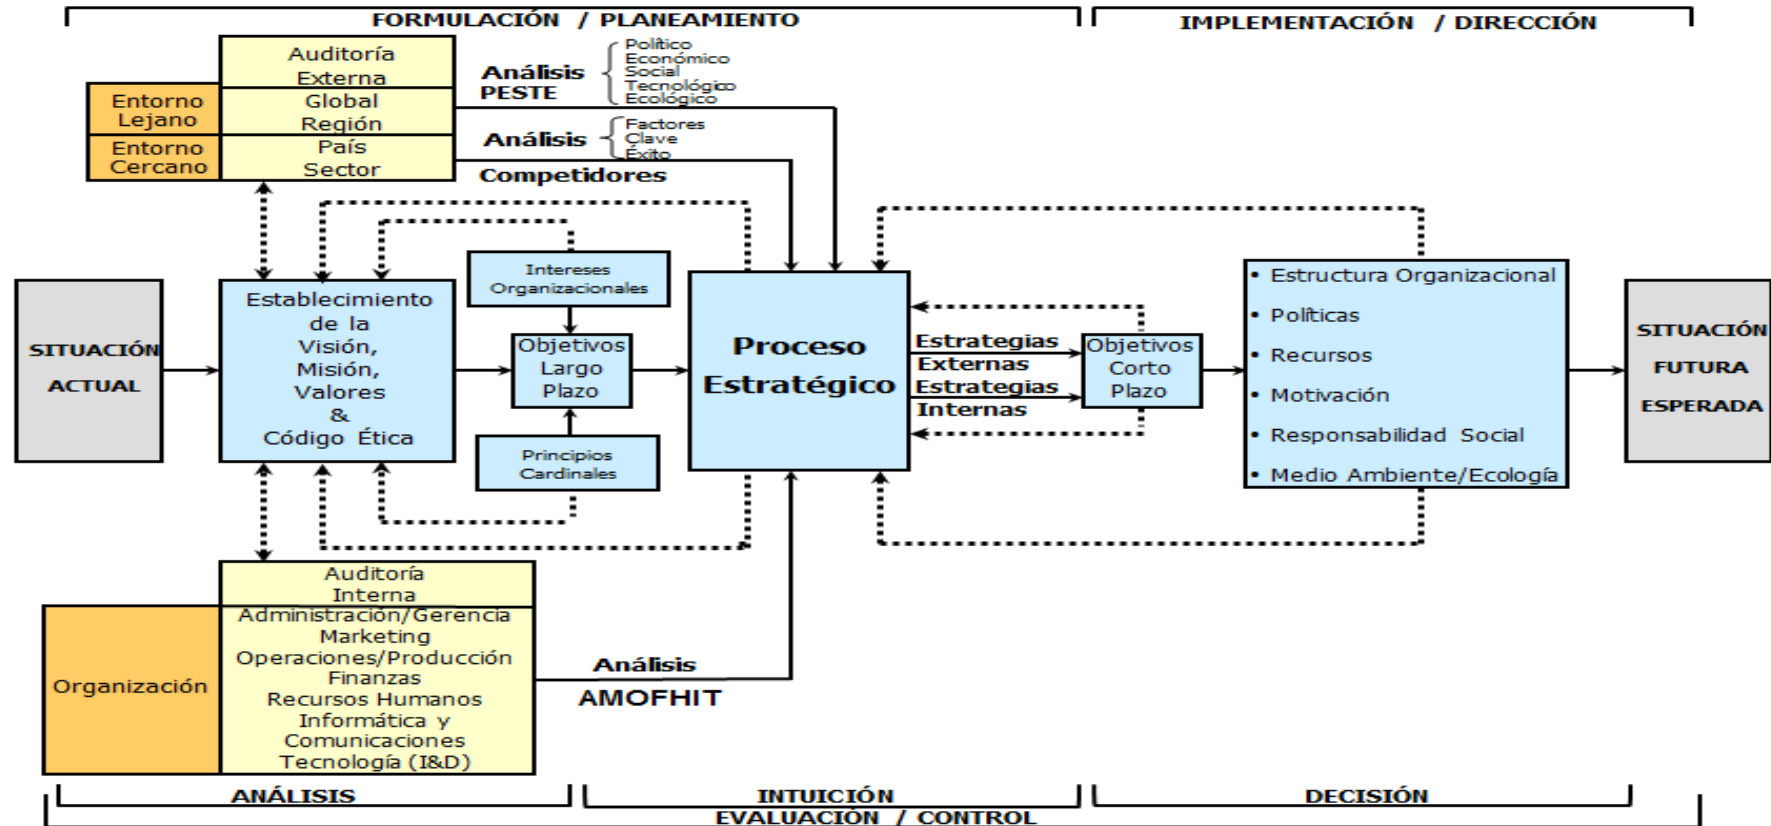 FORMULACIÓN / PLANEAMIENTO
IMPLEMENTACIÓN / DIRECCIÓN
Auditoría
Externa
Entorno
Lejano
Global
Región
Entorno
Cercano
País
Sector
Análisis
PESTE
Político
Económico
Social
Tecnológico
Ecológico
Análisis
Competidores
Factores
Clave
Éxito
SITUACIÓN
ACTUAL
Establecimiento
de la
Visión,
Misión,
Valores
&
Código Ética
Intereses
Organizacionales
Objetivos
Largo
Plazo
Principios
Cardinales
Proceso
Estratégico
Estrategias
Externas
Estrategias
Internas
Objetivos
Corto
Plazo
• Estructura Organizacional
• Políticas
• Recursos
• Motivación
• Responsabilidad Social
• Medio Ambiente/Ecología
SITUACIÓN
FUTURA
ESPERADA
Auditoría
Interna
Organización
Administración/Gerencia
Marketing
Operaciones/Producción
Finanzas
Recursos Humanos
Informática y
Comunicaciones
Tecnología (I&D)
Análisis
AMOFHIT
ANÁLISIS
INTUICIÓN
DECISIÓN
EVALUACIÓN / CONTROL